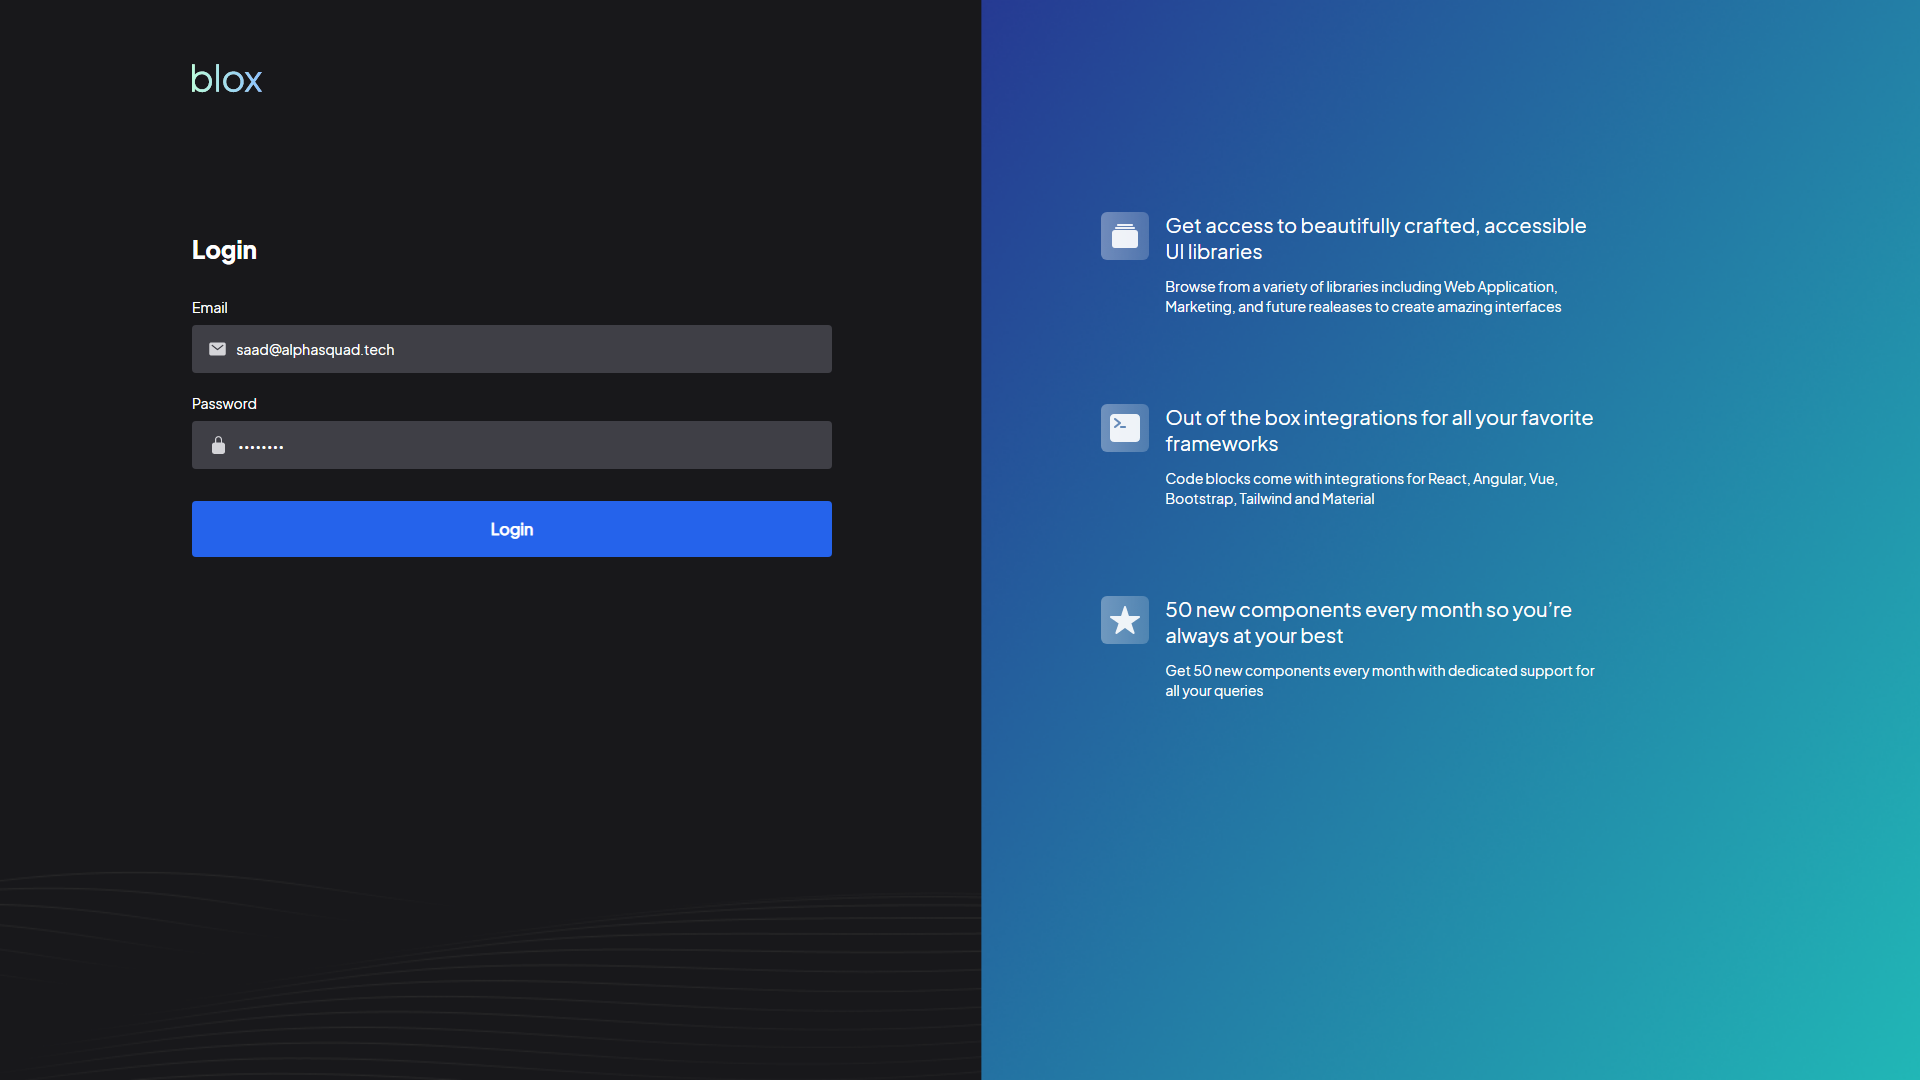 blox
Login
Email
saad@alphasquad.tech
Password
••••••••
Login
Get access to beautifully crafted, accessible
UI libraries
Browse from a variety of libraries including Web Application,
Marketing, and future realeases to create amazing interfaces
Out of the box integrations for all your favorite
frameworks
Code blocks come with integrations for React, Angular, Vue,
Bootstrap, Tailwind and Material
50 new components every month so you’re
always at your best
Get 50 new components every month with dedicated support for
all your queries